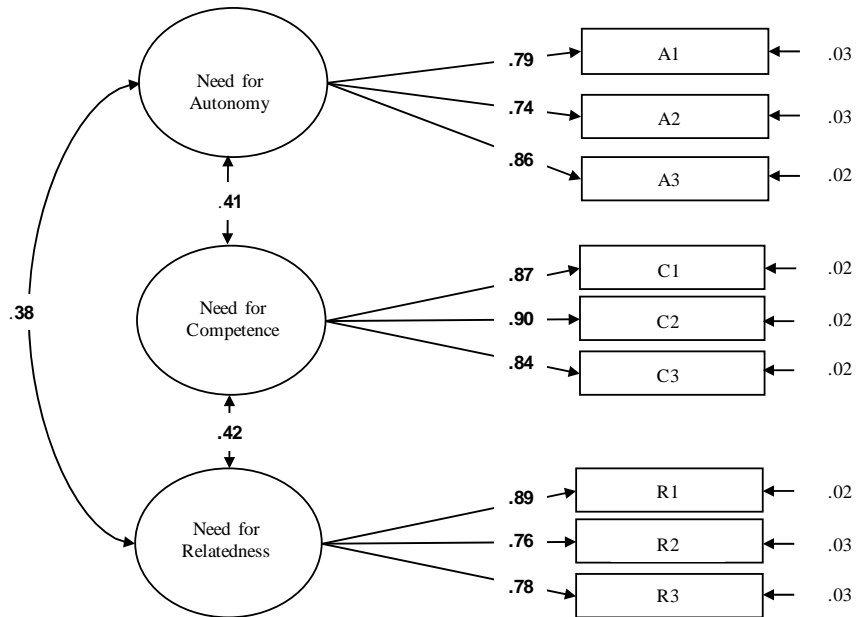 .79
A1
.03
Need for
Autonomy
.74
A2
.03
.86
A3
.02
.41
.87
C1
.02
.38
Need for
Competence
.90
C2
.02
.84
C3
.02
.42
.89
R1
.02
Need for
Relatedness
.76
R2
.03
.78
R3
.03